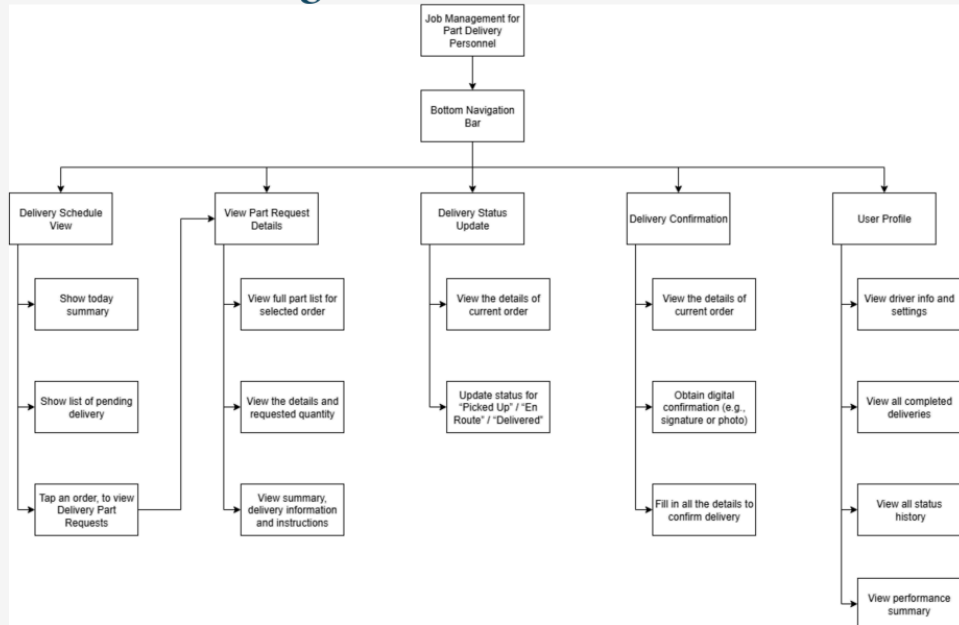 Job Management for
Part Delivery
Personnel
Bottom Navigation
Bar
Delivery Schedule
View
View Part Request
Details
Delivery Status
Update
Delivery Confirmation
User Profile
Show today
summary
View full part list for
selected order
View the details of
current order
View the details of
current order
View driver info and
settings
Show list of pending
delivery
View the details and
requested quantity
Update status for
“Picked Up” / “En
Route” / “Delivered”
Obtain digital
confirmation (e.g.,
signature or photo)
View all completed
deliveries
Tap an order, to view
Delivery Part
Requests
View summary,
delivery information
and instructions
Fill in all the details to
confirm delivery
View all status
history
View performance
summary